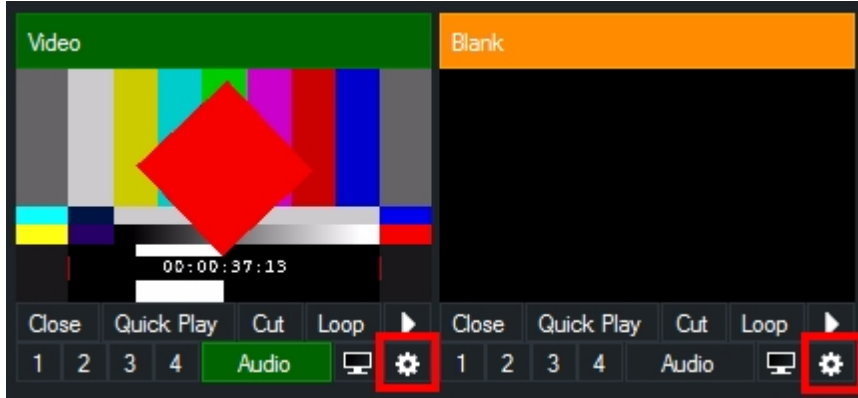 Video Blank
00:00:37:13
Close Quick Play Cut Loop Close Quick Play Cut Loop
1 2 3 4 Audio 1 2 3 4 Audio